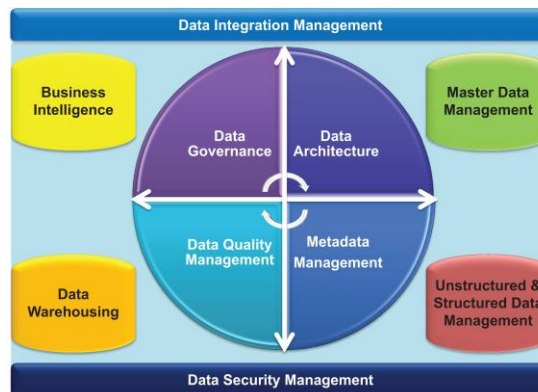 Data Integration Management
Business
Intelligence
Master Data
Management
Data
Governance
Data
Architecture
Data Quality
Management
Metadata
Management
Data
Warehousing
Unstructured &
Structured Data
Management
Data Security Management